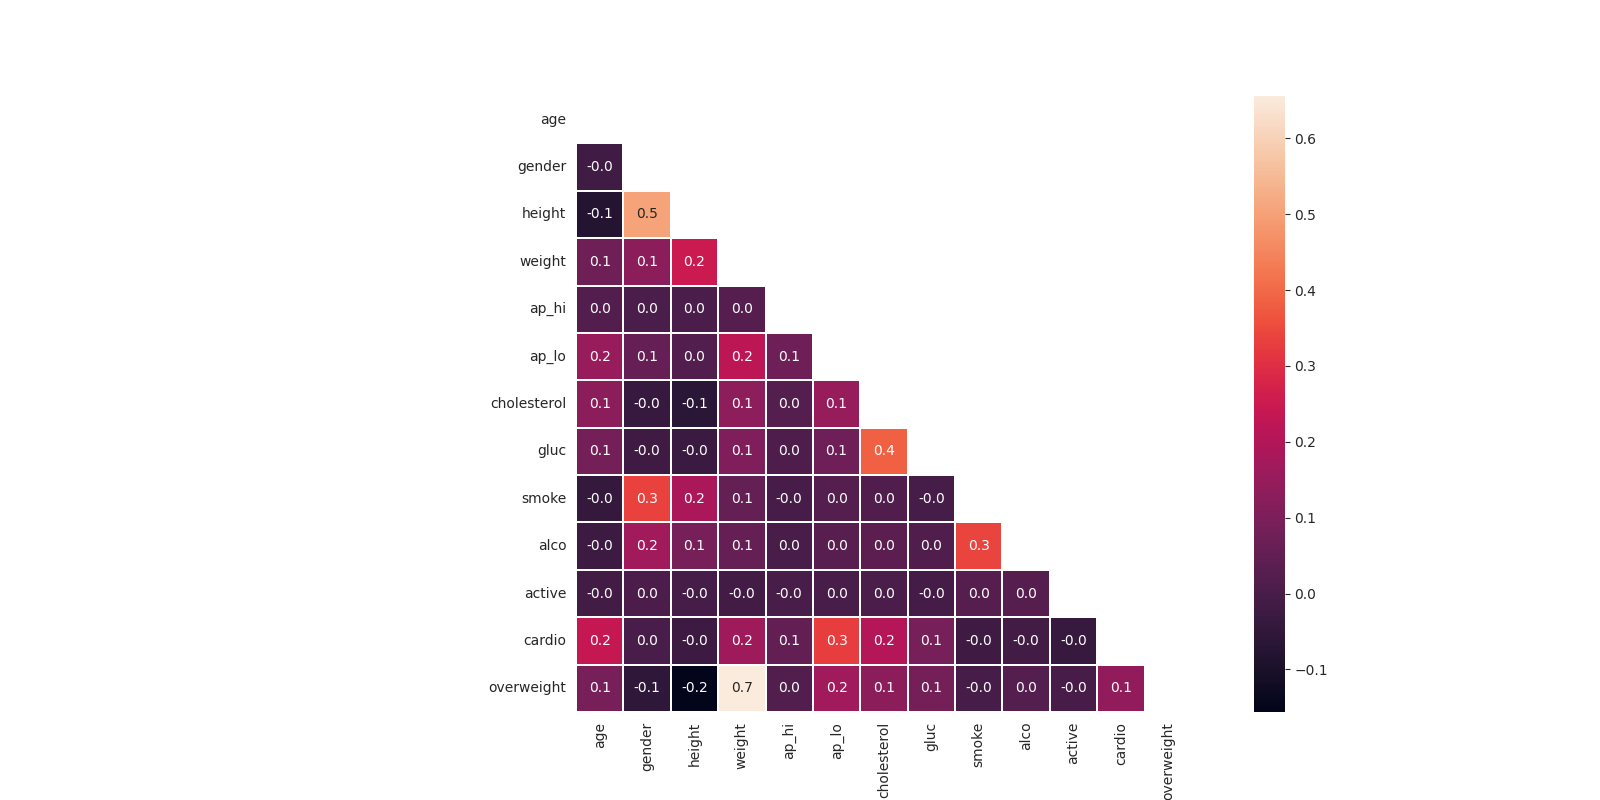 age
gender -0.0
height -0.1 0.5
weight 0.1 0.1 0.2
ap_hi 0.0 0.0 0.0 0.0
ap_lo 0.2 0.1 0.0 0.2 0.1
cholesterol 0.1 -0.0 -0.1 0.1 0.0 0.1
gluc 0.1 -0.0 -0.0 0.1 0.0 0.1 0.4
smoke -0.0 0.3 0.2 0.1 -0.0 0.0 0.0 -0.0
alco -0.0 0.2 0.1 0.1 0.0 0.0 0.0 0.0 0.3
active -0.0 0.0 -0.0 -0.0 -0.0 0.0 0.0 -0.0 0.0 0.0
cardio 0.2 0.0 -0.0 0.2 0.1 0.3 0.2 0.1 -0.0 -0.0 -0.0
overweight 0.1 -0.1 -0.2 0.7 0.0 0.2 0.1 0.1 -0.0 0.0 -0.0 0.1
age gender height weight ap_hi ap_lo cholesterol gluc smoke alco active cardio overweight
0.6
0.5
0.4
0.3
0.2
0.1
0.0
−0.1